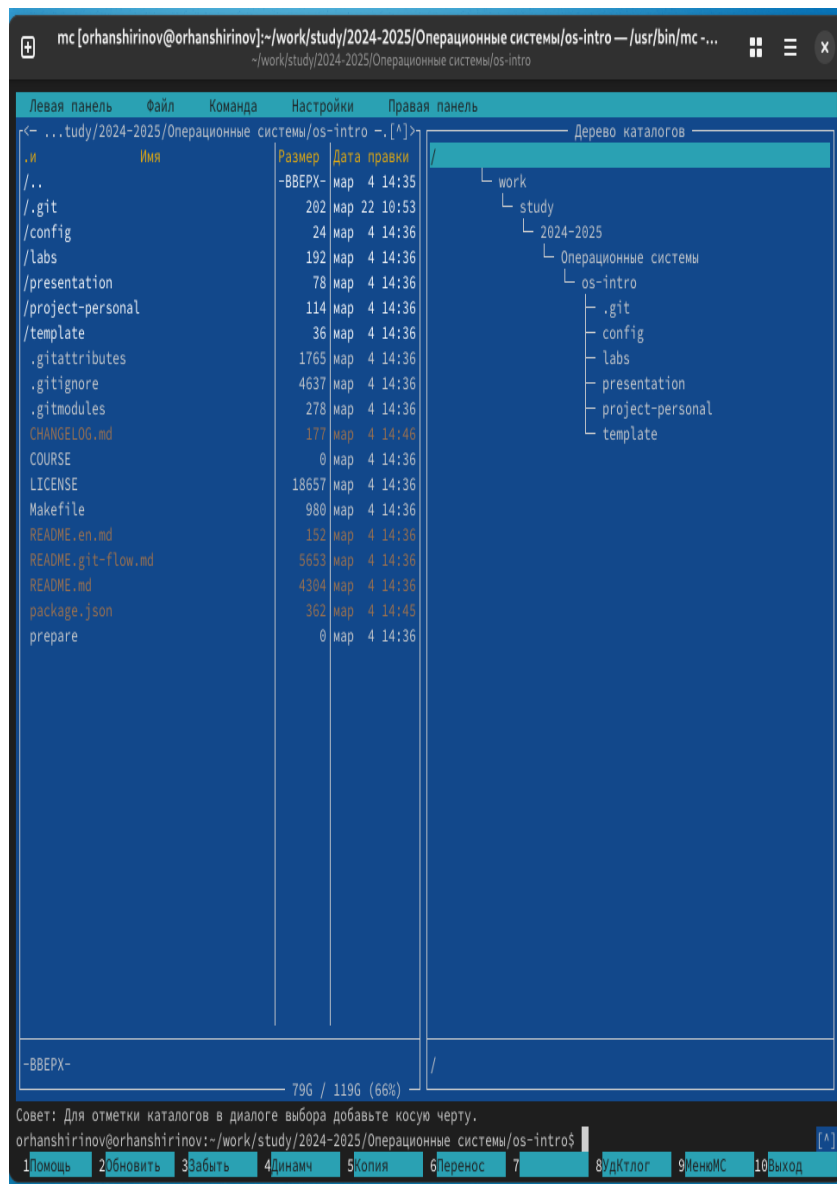 mc [orhanshirinov@orhanshirinov]:~/work/study/2024-2025/Операционные системы/os-intro — /usr/bin/mc -...
~/work/study/2024-2025/Операционные системы/os-intro
Левая панель Файл Команда Настройки Правая панель
<— ...tudy/2024-2025/Операционные системы/os-intro —.[^]>
.и Имя Размер Дата правки
/.. -ВВЕРХ- мар 4 14:35
/.git 202 мар 22 10:53
/config 24 мар 4 14:36
/labs 192 мар 4 14:36
/presentation 78 мар 4 14:36
/project-personal 114 мар 4 14:36
/template 36 мар 4 14:36
.gitattributes 1765 мар 4 14:36
.gitignore 4637 мар 4 14:36
.gitmodules 278 мар 4 14:36
CHANGELOG.md 177 мар 4 14:46
COURSE 0 мар 4 14:36
LICENSE 18657 мар 4 14:36
Makefile 980 мар 4 14:36
README.en.md 152 мар 4 14:36
README.git-flow.md 5653 мар 4 14:36
README.md 4304 мар 4 14:36
package.json 362 мар 4 14:45
prepare 0 мар 4 14:36
-ВВЕРХ-
79G / 119G (66%)
Дерево каталогов
/
work
study
2024-2025
Операционные системы
os-intro
.git
config
labs
presentation
project-personal
template
/
Совет: Для отметки каталогов в диалоге выбора добавьте косую черту.
orhanshirinov@orhanshirinov:~/work/study/2024-2025/Операционные системы/os-intro$ [^]
1Помощь 2Обновить 3Забыть 4Динамч 5Копия 6Перенос 7 8УдКтлог 9МенюМС 10Выход